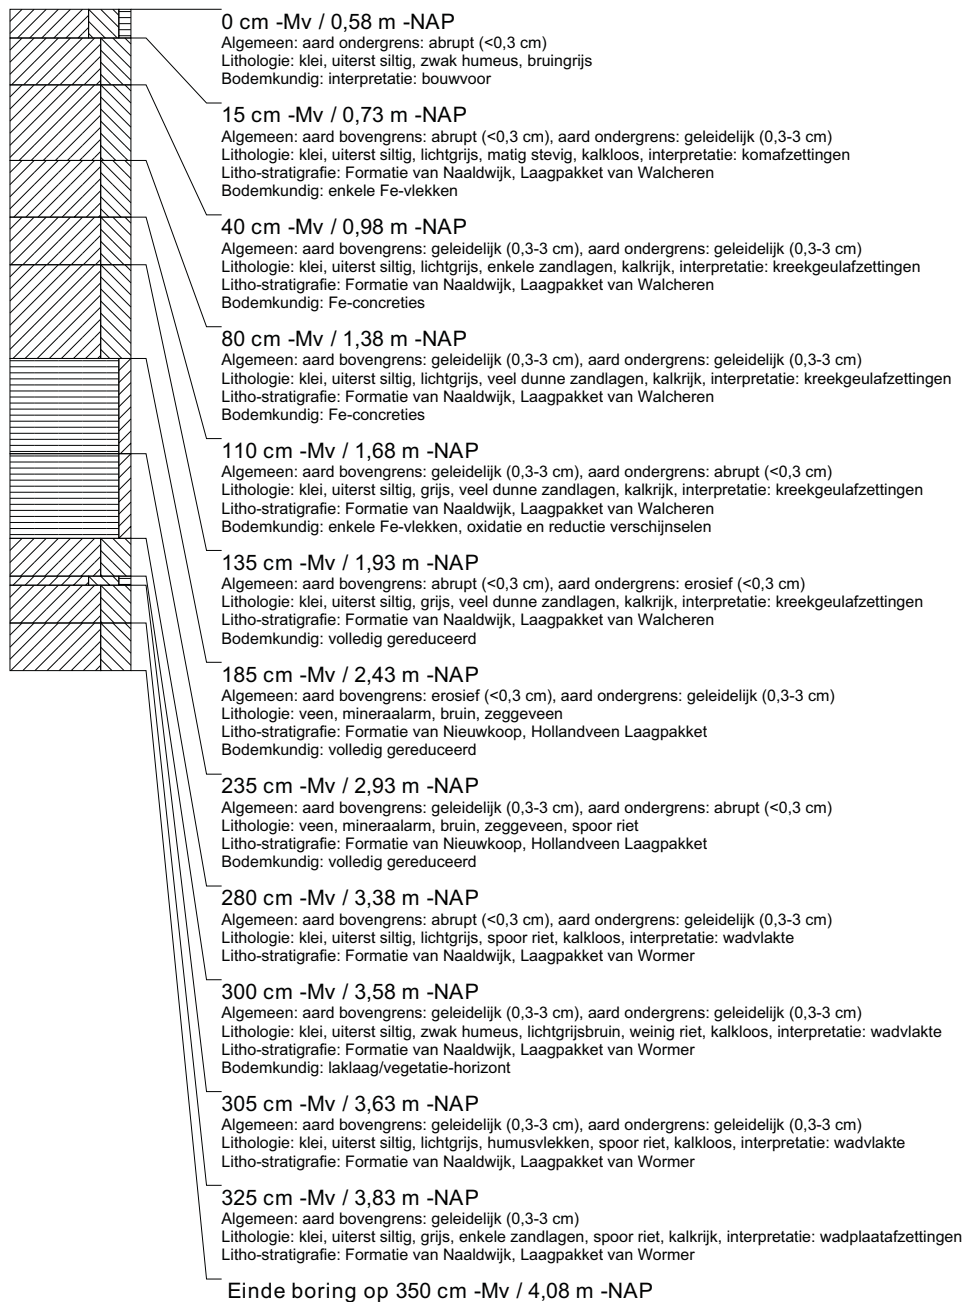 0 cm -Mv / 0,58 m -NAP
Algemeen: aard ondergrens: abrupt (<0,3 cm)
Lithologie: klei, uiterst siltig, zwak humeus, bruingrijs
Bodemkundig: interpretatie: bouwvoor
15 cm -Mv / 0,73 m -NAP
Algemeen: aard bovengrens: abrupt (<0,3 cm), aard ondergrens: geleidelijk (0,3-3 cm)
Lithologie: klei, uiterst siltig, lichtgrijs, matig stevig, kalkloos, interpretatie: komafzettingen
Litho-stratigrafie: Formatie van Naaldwijk, Laagpakket van Walcheren
Bodemkundig: enkele Fe-vlekken
40 cm -Mv / 0,98 m -NAP
Algemeen: aard bovengrens: geleidelijk (0,3-3 cm), aard ondergrens: geleidelijk (0,3-3 cm)
Lithologie: klei, uiterst siltig, lichtgrijs, enkele zandlagen, kalkrijk, interpretatie: kreekgeulafzettingen
Litho-stratigrafie: Formatie van Naaldwijk, Laagpakket van Walcheren
Bodemkundig: Fe-concreties
80 cm -Mv / 1,38 m -NAP
Algemeen: aard bovengrens: geleidelijk (0,3-3 cm), aard ondergrens: geleidelijk (0,3-3 cm)
Lithologie: klei, uiterst siltig, lichtgrijs, veel dunne zandlagen, kalkrijk, interpretatie: kreekgeulafzettingen
Litho-stratigrafie: Formatie van Naaldwijk, Laagpakket van Walcheren
Bodemkundig: Fe-concreties
110 cm -Mv / 1,68 m -NAP
Algemeen: aard bovengrens: geleidelijk (0,3-3 cm), aard ondergrens: abrupt (<0,3 cm)
Lithologie: klei, uiterst siltig, grijs, veel dunne zandlagen, kalkrijk, interpretatie: kreekgeulafzettingen
Litho-stratigrafie: Formatie van Naaldwijk, Laagpakket van Walcheren
Bodemkundig: enkele Fe-vlekken, oxidatie en reductie verschijnselen
135 cm -Mv / 1,93 m -NAP
Algemeen: aard bovengrens: abrupt (<0,3 cm), aard ondergrens: erosief (<0,3 cm)
Lithologie: klei, uiterst siltig, grijs, veel dunne zandlagen, kalkrijk, interpretatie: kreekgeulafzettingen
Litho-stratigrafie: Formatie van Naaldwijk, Laagpakket van Walcheren
Bodemkundig: volledig gereduceerd
185 cm -Mv / 2,43 m -NAP
Algemeen: aard bovengrens: erosief (<0,3 cm), aard ondergrens: geleidelijk (0,3-3 cm)
Lithologie: veen, mineraalarm, bruin, zeggeveen
Litho-stratigrafie: Formatie van Nieuwkoop, Hollandveen Laagpakket
Bodemkundig: volledig gereduceerd
235 cm -Mv / 2,93 m -NAP
Algemeen: aard bovengrens: geleidelijk (0,3-3 cm), aard ondergrens: abrupt (<0,3 cm)
Lithologie: veen, mineraalarm, bruin, zeggeveen, spoor riet
Litho-stratigrafie: Formatie van Nieuwkoop, Hollandveen Laagpakket
Bodemkundig: volledig gereduceerd
280 cm -Mv / 3,38 m -NAP
Algemeen: aard bovengrens: abrupt (<0,3 cm), aard ondergrens: geleidelijk (0,3-3 cm)
Lithologie: klei, uiterst siltig, lichtgrijs, spoor riet, kalkloos, interpretatie: wadvlakte
Litho-stratigrafie: Formatie van Naaldwijk, Laagpakket van Wormer
300 cm -Mv / 3,58 m -NAP
Algemeen: aard bovengrens: geleidelijk (0,3-3 cm), aard ondergrens: geleidelijk (0,3-3 cm)
Lithologie: klei, uiterst siltig, zwak humeus, lichtgrijsbruin, weinig riet, kalkloos, interpretatie: wadvlakte
Litho-stratigrafie: Formatie van Naaldwijk, Laagpakket van Wormer
Bodemkundig: laklaag/vegetatie-horizont
305 cm -Mv / 3,63 m -NAP
Algemeen: aard bovengrens: geleidelijk (0,3-3 cm), aard ondergrens: geleidelijk (0,3-3 cm)
Lithologie: klei, uiterst siltig, lichtgrijs, humusvlekken, spoor riet, kalkloos, interpretatie: wadvlakte
Litho-stratigrafie: Formatie van Naaldwijk, Laagpakket van Wormer
325 cm -Mv / 3,83 m -NAP
Algemeen: aard bovengrens: geleidelijk (0,3-3 cm)
Lithologie: klei, uiterst siltig, grijs, enkele zandlagen, spoor riet, kalkrijk, interpretatie: wadplaatafzettingen
Litho-stratigrafie: Formatie van Naaldwijk, Laagpakket van Wormer
Einde boring op 350 cm -Mv / 4,08 m -NAP